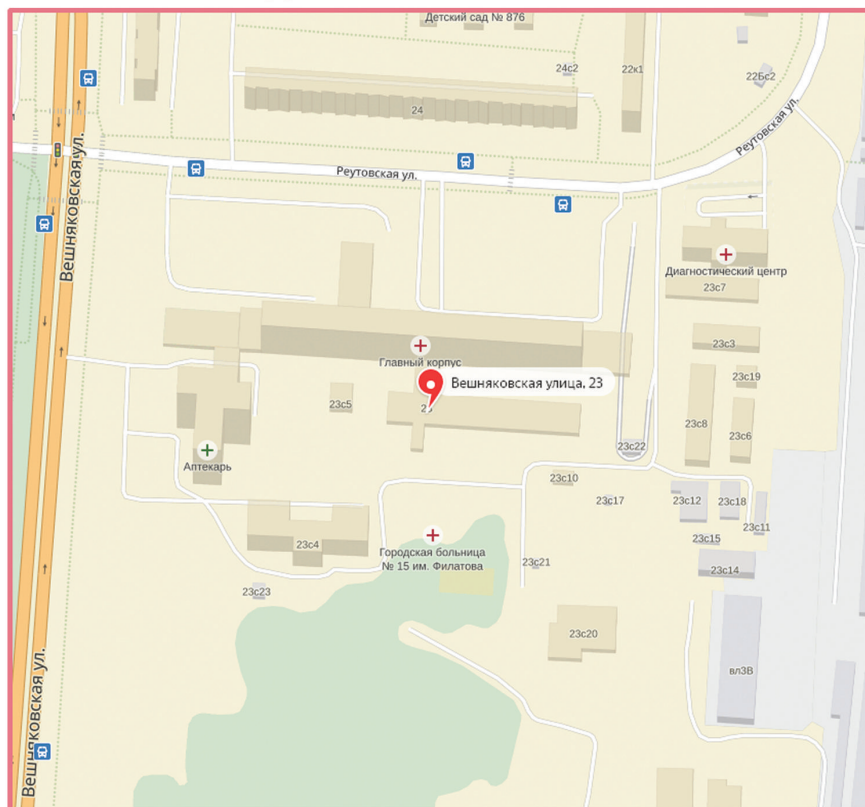 Детский сад № 876
24с2
22к1
22Бс2
24
Реутовская ул.
Реутовская ул.
Вешняковская ул.
Диагностический центр
23с7
23с3
Главный корпус
23с19
Вешняковская улица, 23
23с5
23
23с8
23с6
23с22
Аптекарь
23с10
23с17
23с12
23с18
23с11
23с15
23с4
Городская больница
№ 15 им. Филатова
23с21
23с14
23с23
23с20
вл3В
Вешняковская ул.